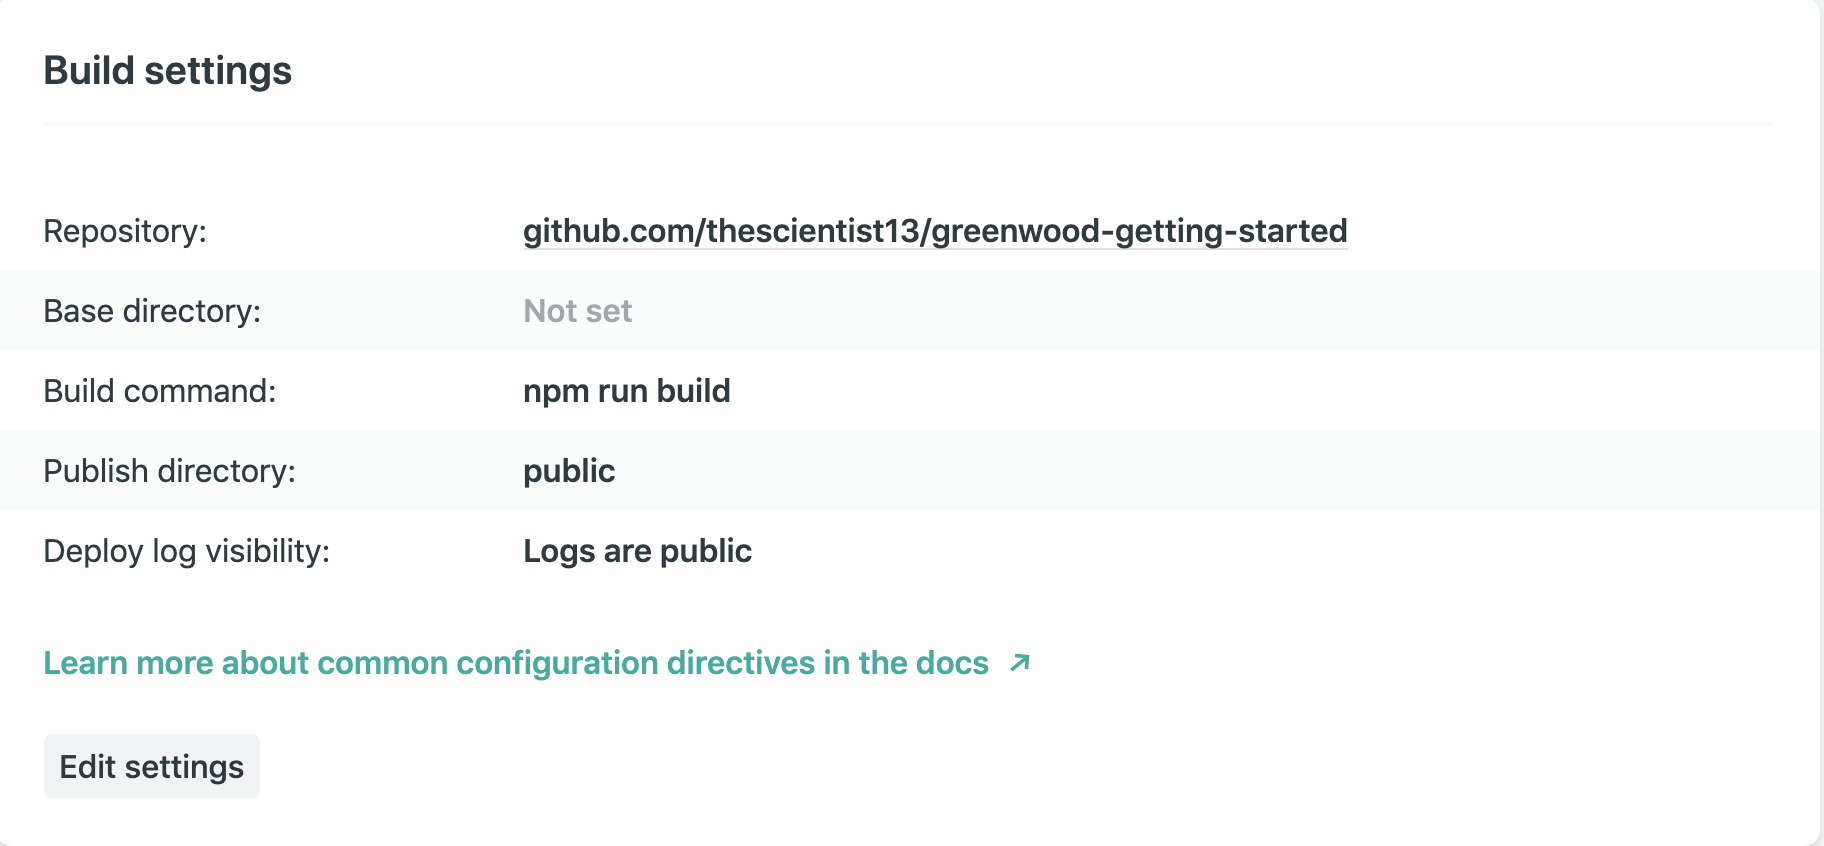 Build settings
Repository: github.com/thescientist13/greenwood-getting-started
Base directory: Not set
Build command: npm run build
Publish directory: public
Deploy log visibility: Logs are public
Learn more about common configuration directives in the docs ↗
Edit settings